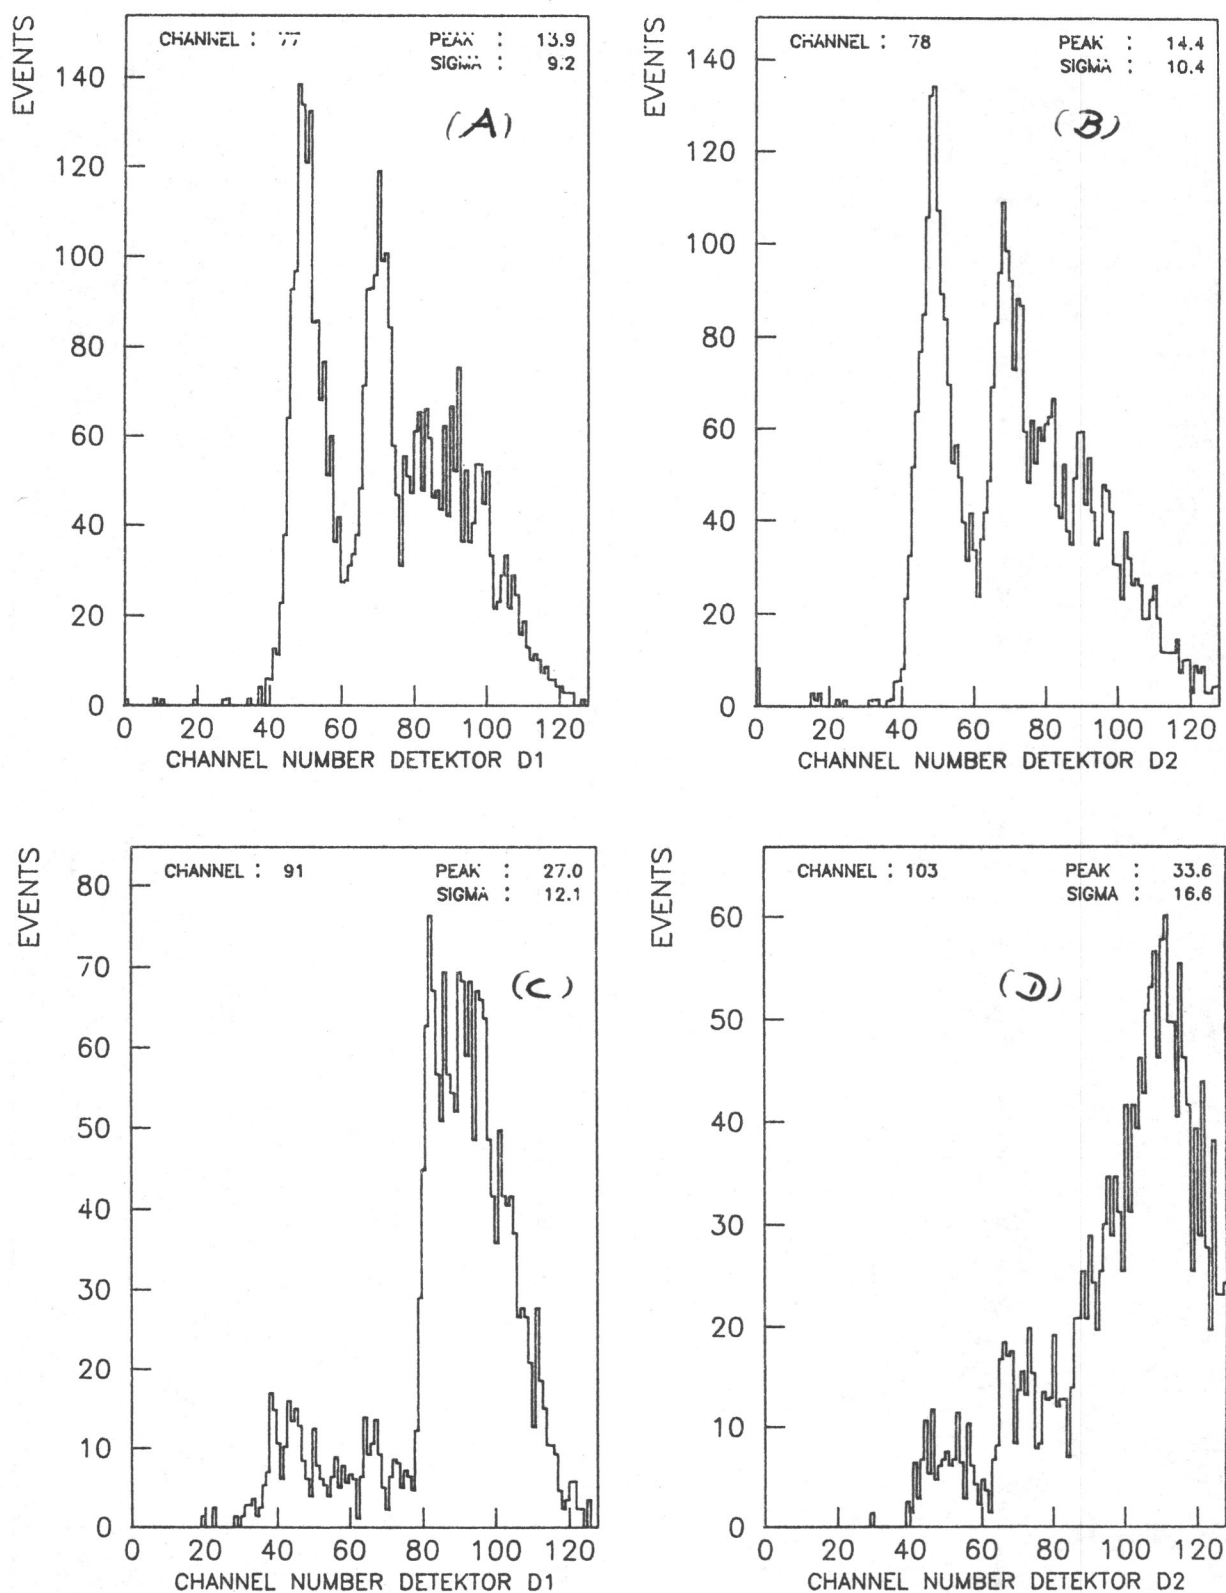 EVENTS
CHANNEL : 77
PEAK : 13.9
SIGMA : 9.2
(A)
140
120
100
80
60
40
20
0
0 20 40 60 80 100 120
CHANNEL NUMBER DETEKTOR D1
EVENTS
CHANNEL : 78
PEAK : 14.4
SIGMA : 10.4
(B)
140
120
100
80
60
40
20
0
0 20 40 60 80 100 120
CHANNEL NUMBER DETEKTOR D2
EVENTS
CHANNEL : 91
PEAK : 27.0
SIGMA : 12.1
(C)
80
70
60
50
40
30
20
10
0
0 20 40 60 80 100 120
CHANNEL NUMBER DETEKTOR D1
EVENTS
CHANNEL : 103
PEAK : 33.6
SIGMA : 16.6
(D)
60
50
40
30
20
10
0
0 20 40 60 80 100 120
CHANNEL NUMBER DETEKTOR D2